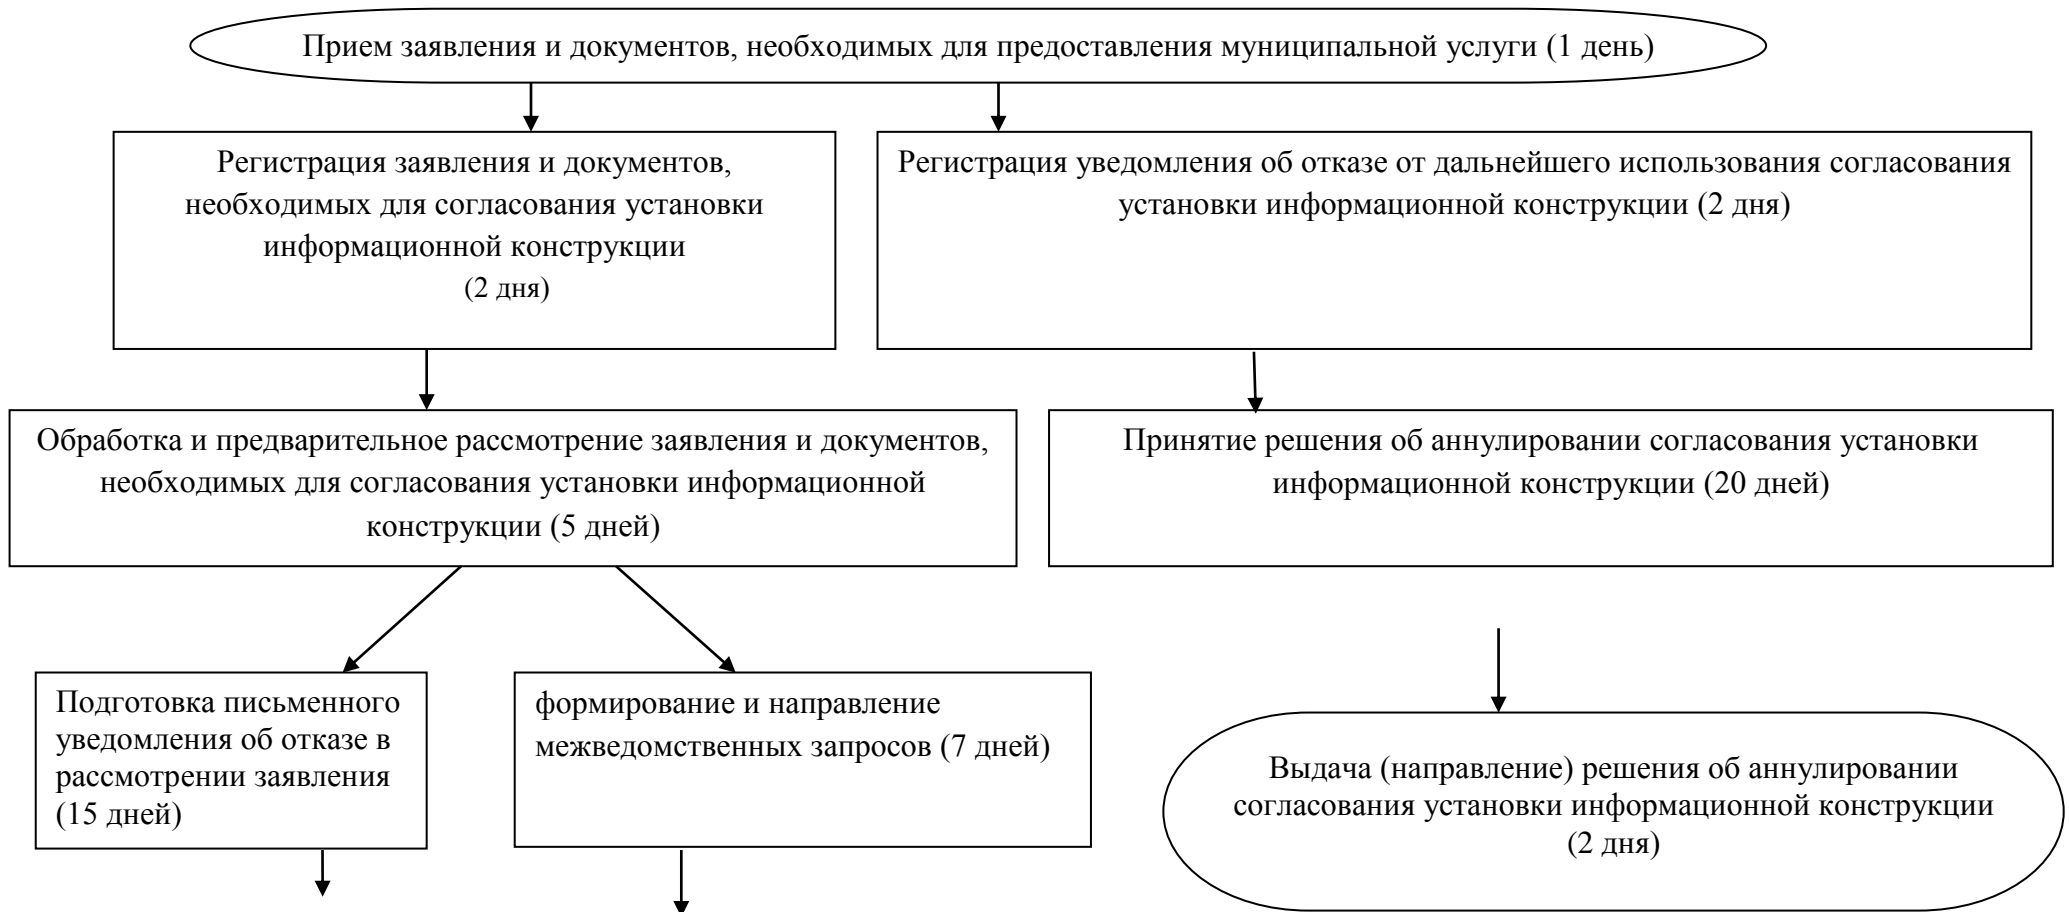 Прием заявления и документов, необходимых для предоставления муниципальной услуги (1 день)
Регистрация заявления и документов,
необходимых для согласования установки
информационной конструкции
(2 дня)
Регистрация уведомления об отказе от дальнейшего использования согласования
установки информационной конструкции (2 дня)
Обработка и предварительное рассмотрение заявления и документов,
необходимых для согласования установки информационной
конструкции (5 дней)
Принятие решения об аннулировании согласования установки
информационной конструкции (20 дней)
Подготовка письменного
уведомления об отказе в
рассмотрении заявления
(15 дней)
формирование и направление
межведомственных запросов (7 дней)
Выдача (направление) решения об аннулировании
согласования установки информационной конструкции
(2 дня)